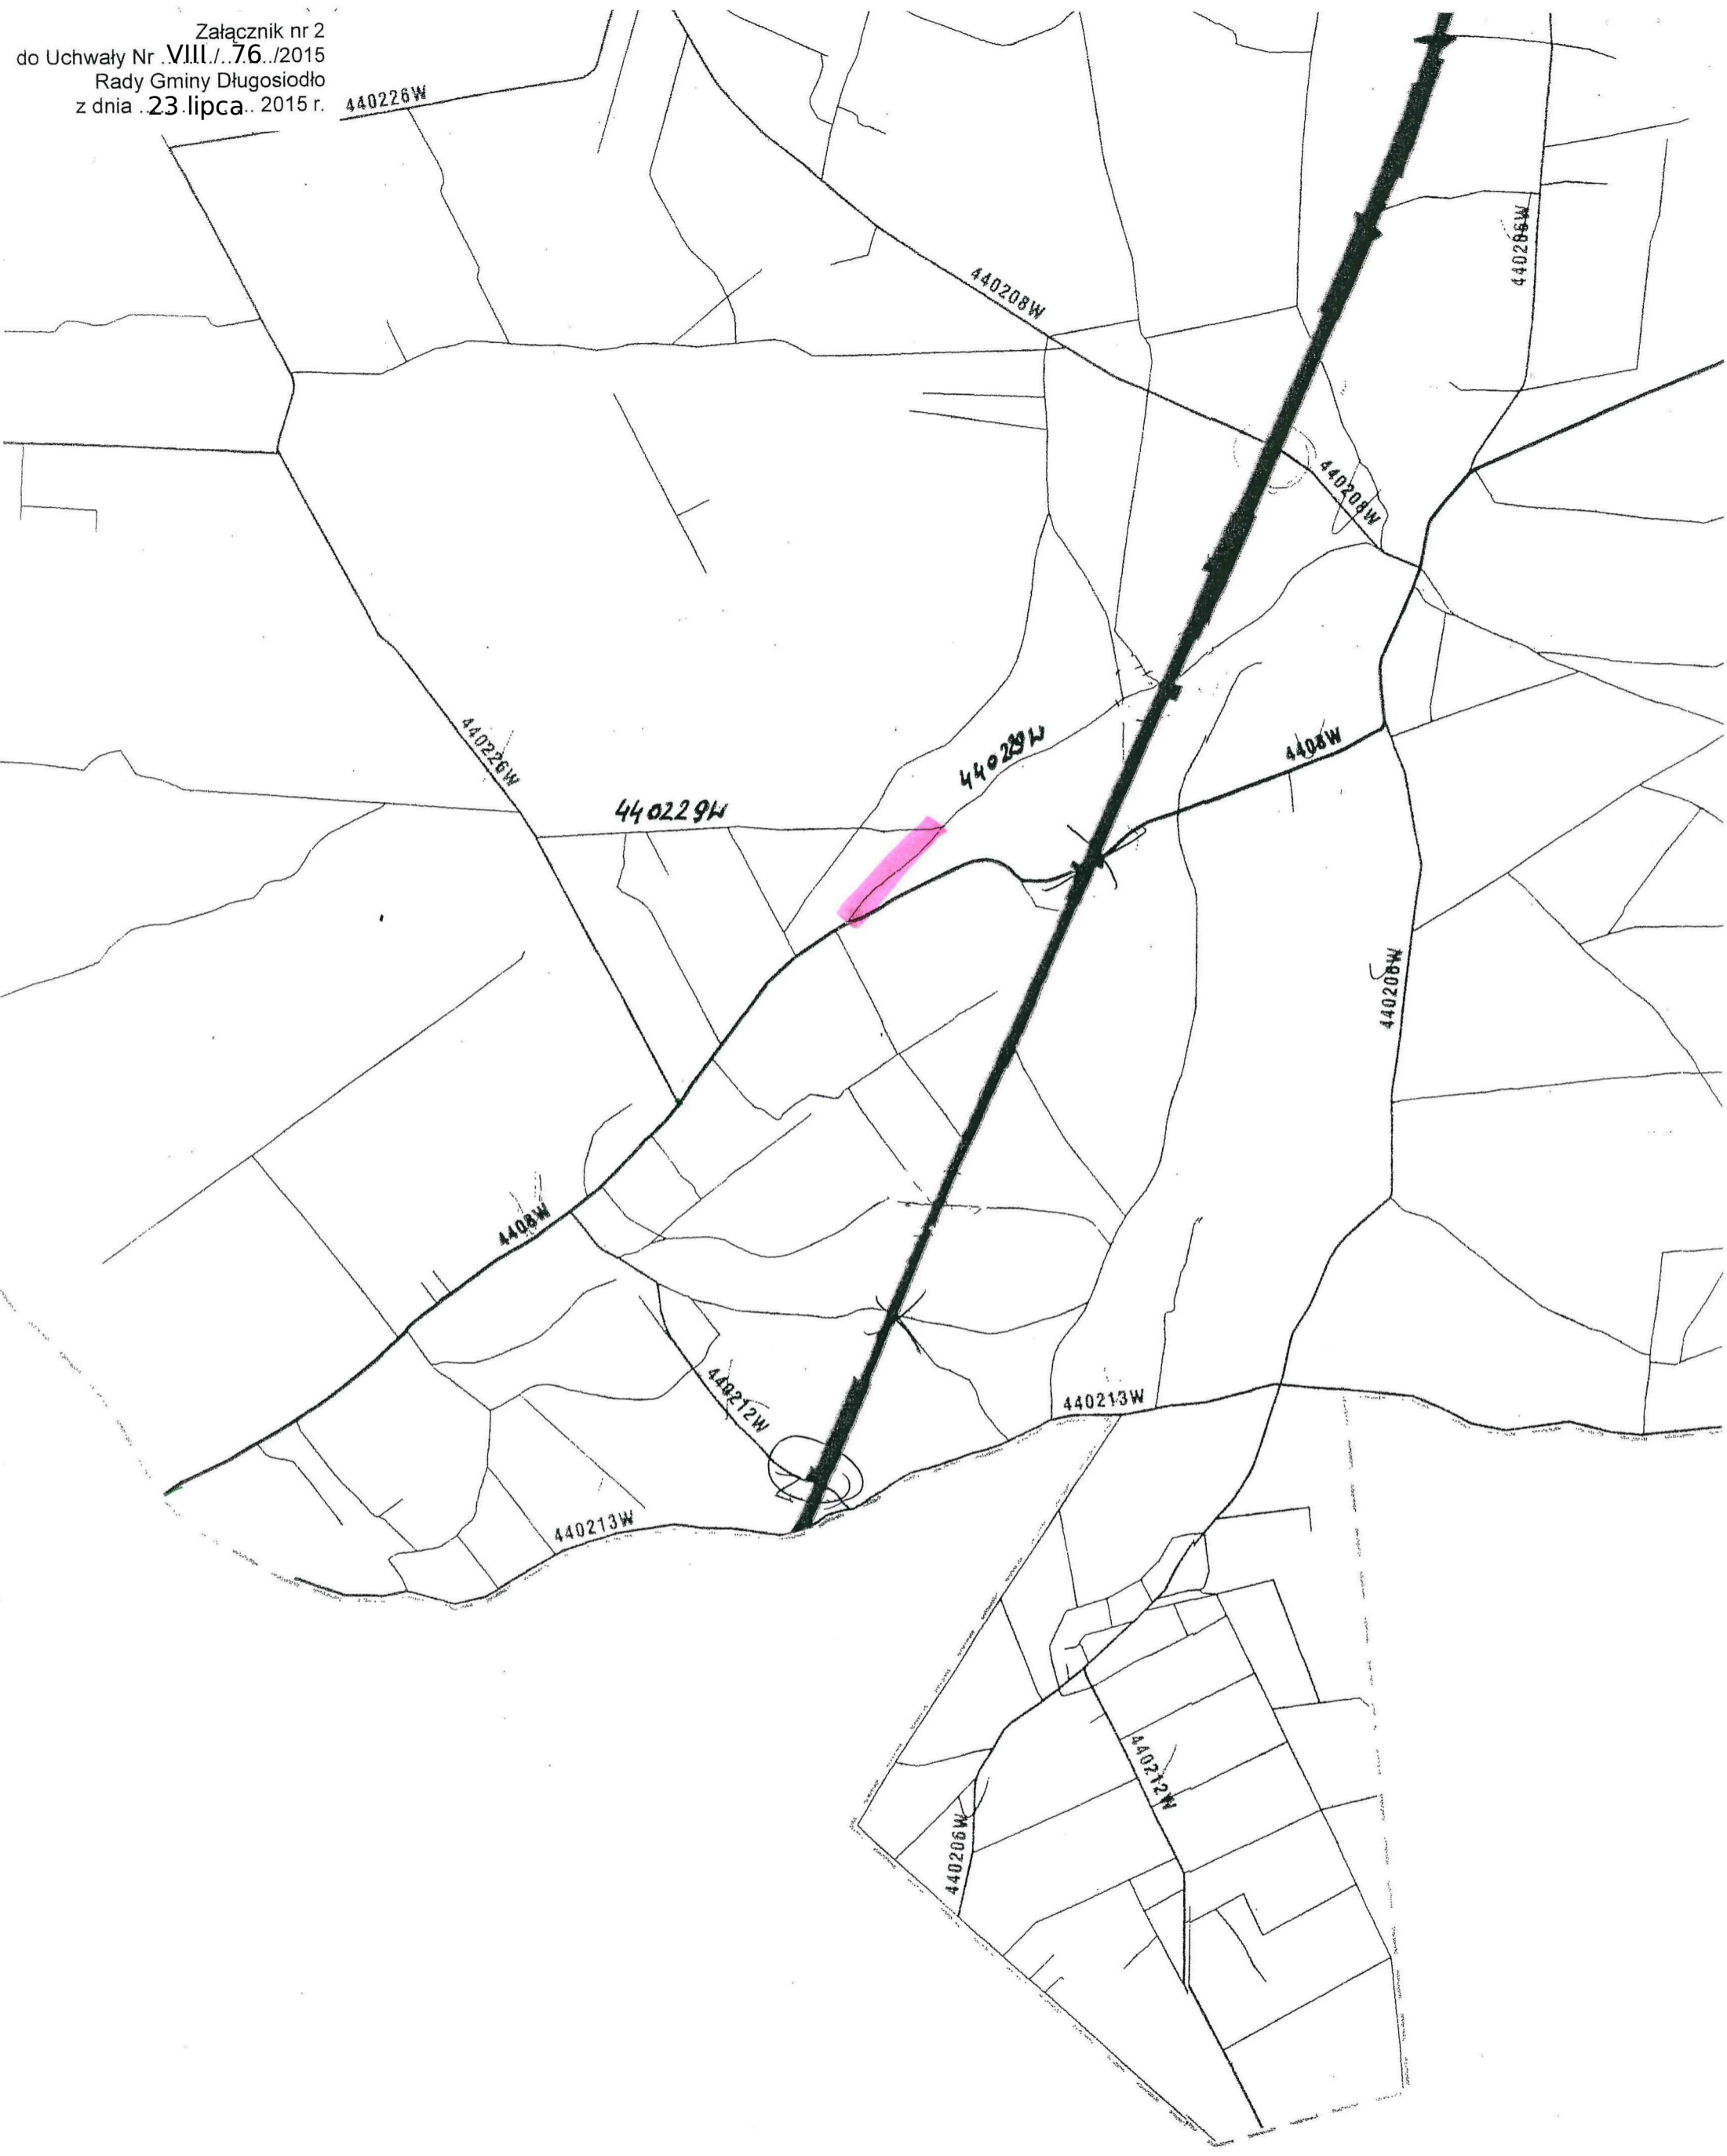 Załącznik nr 2
do Uchwały Nr ..VIII./..76../2015
Rady Gminy Długosiodło
z dnia ..23.lipca.. 2015 r.
440226W
440206W
440208W
440208W
440229W
4408W
440226W
440229W
440206W
4408W
440212W
440213W
440213W
440212W
440206W